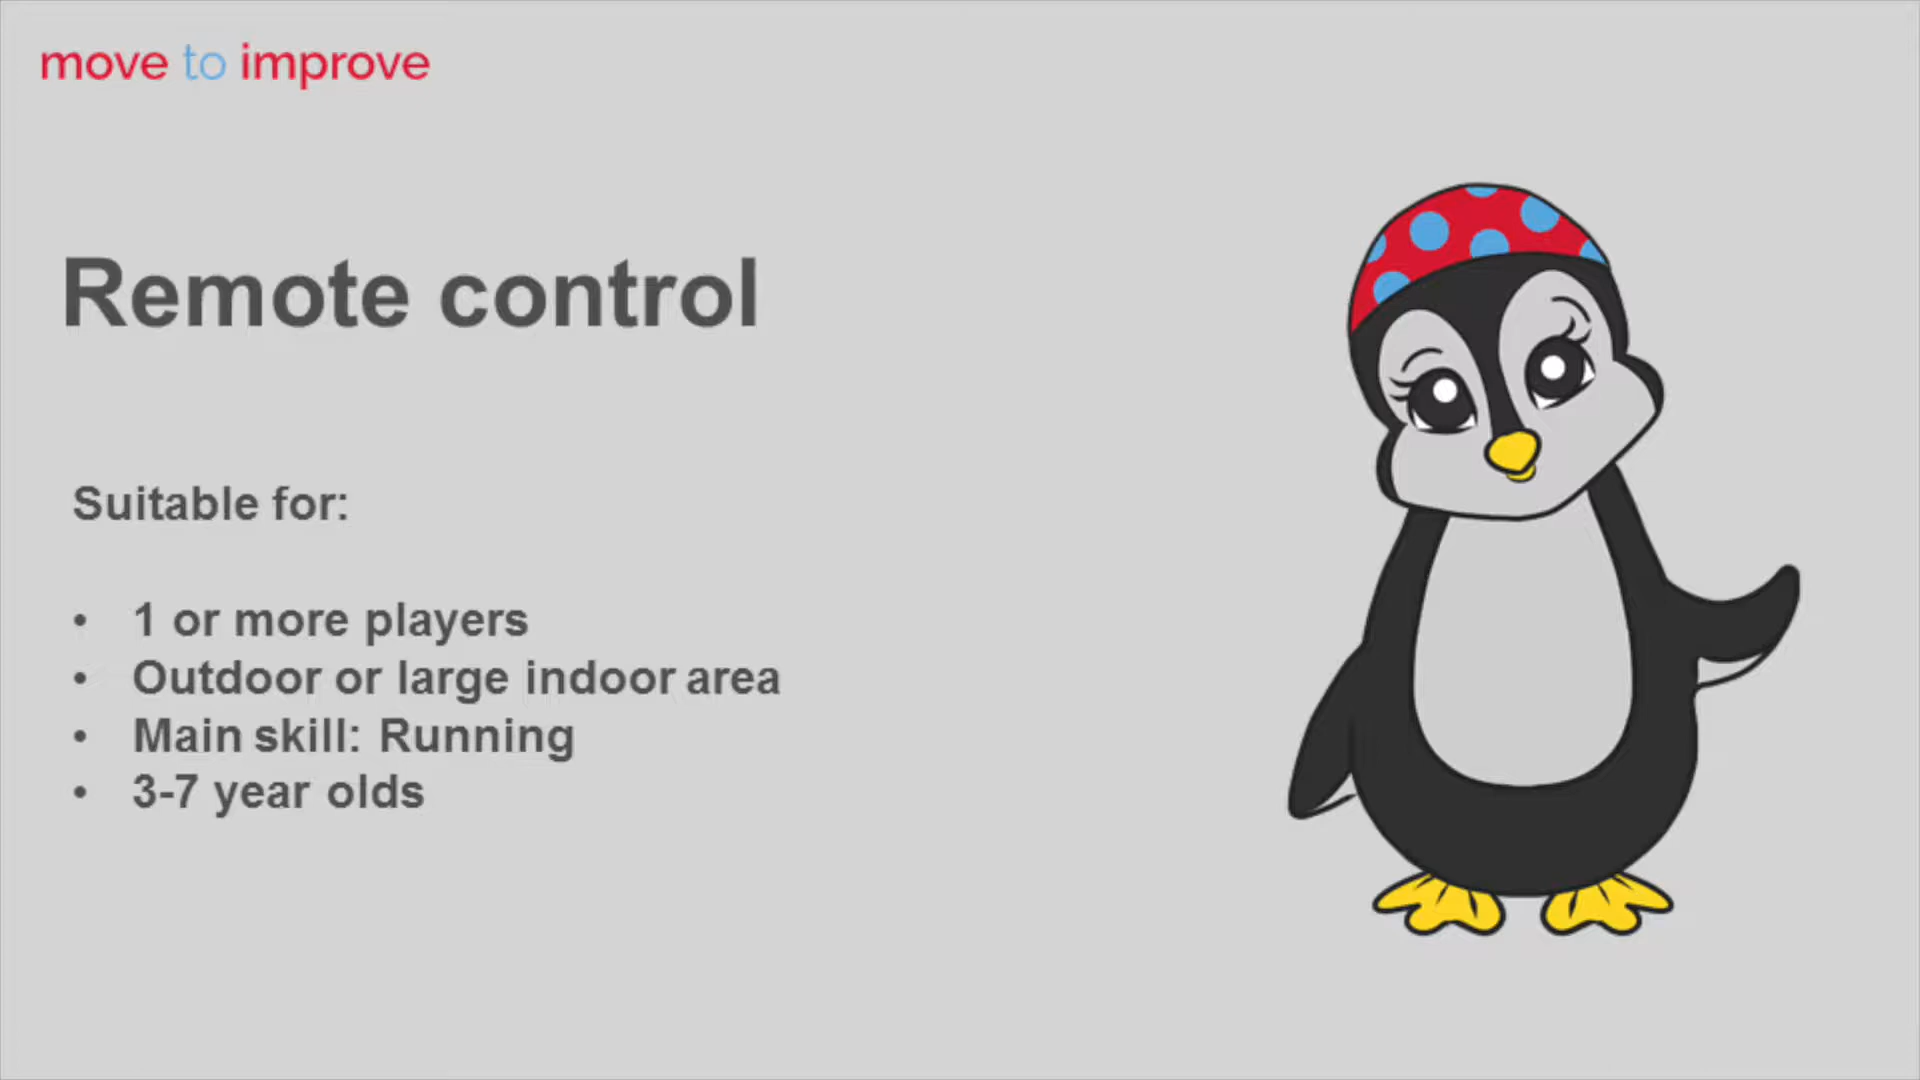 move to improve
Remote control
Suitable for:
• 1 or more players
• Outdoor or large indoor area
• Main skill: Running
• 3-7 year olds